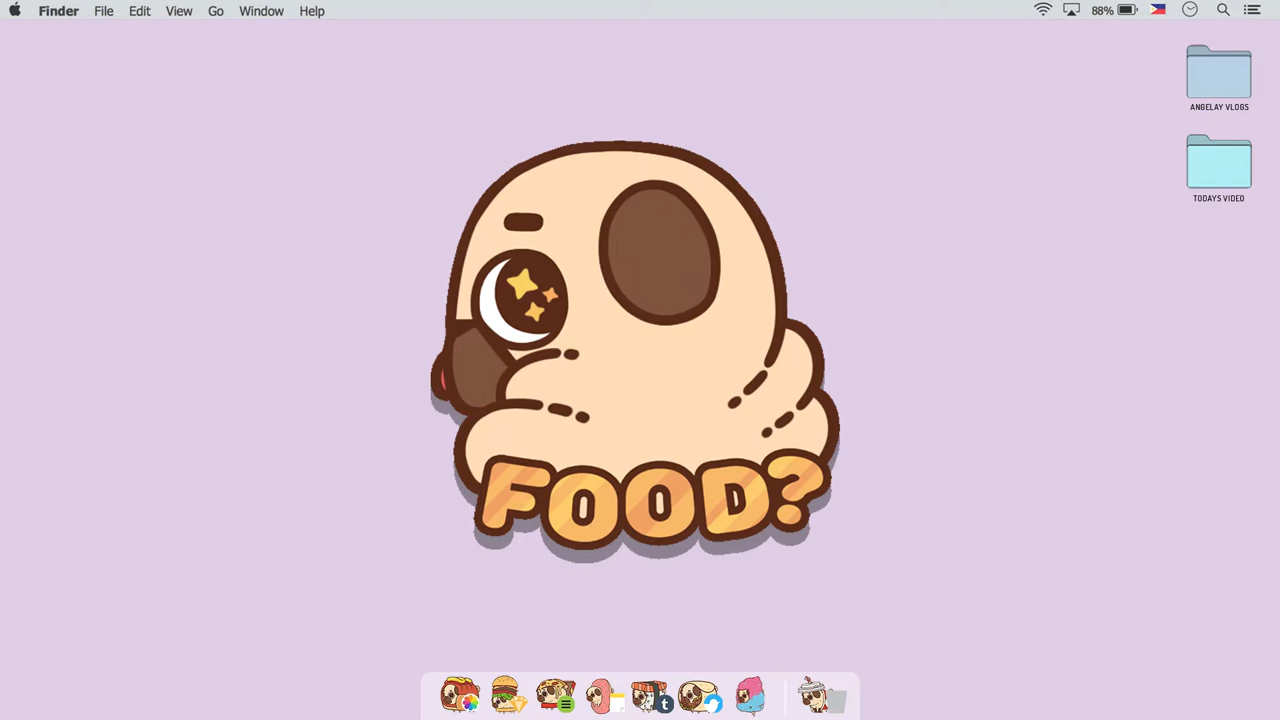 Finder File Edit View Go Window Help 88%
ANGELAY VLOGS
TODAYS VIDEO
FOOD?
t